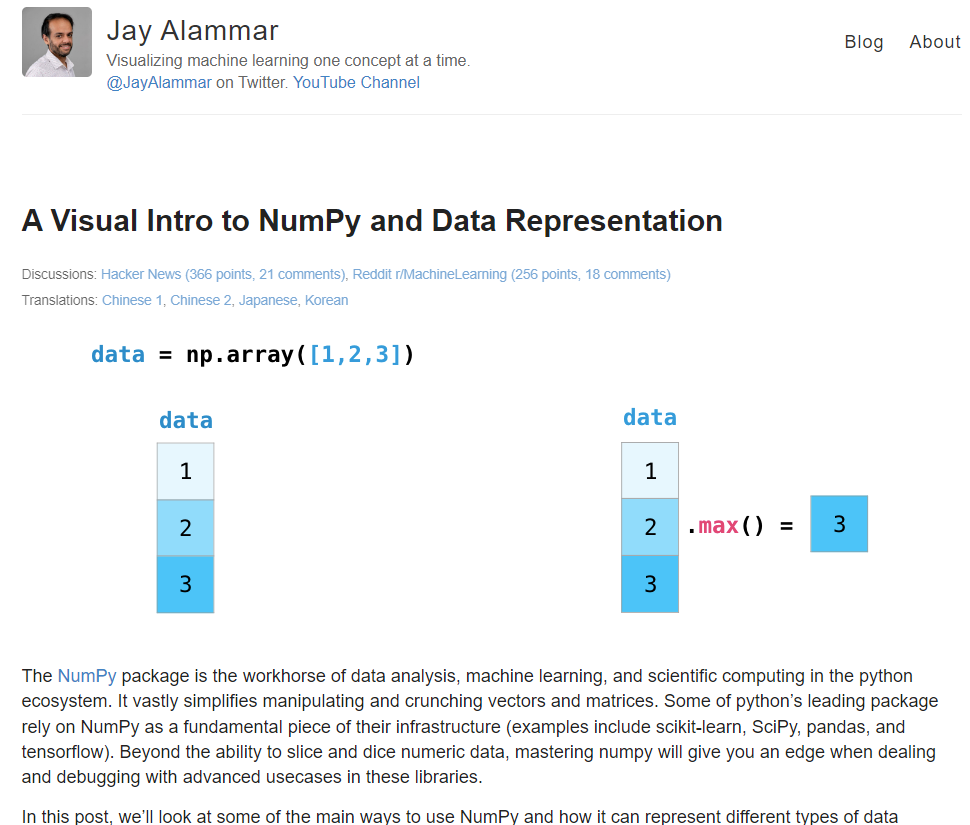 Jay Alammar
Blog About
Visualizing machine learning one concept at a time.
@JayAlammar on Twitter. YouTube Channel
A Visual Intro to NumPy and Data Representation
Discussions: Hacker News (366 points, 21 comments), Reddit r/MachineLearning (256 points, 18 comments)
Translations: Chinese 1, Chinese 2, Japanese, Korean
data = np.array([1,2,3])
data
1
2
3
data
1
2
3
.max() = 3
The NumPy package is the workhorse of data analysis, machine learning, and scientific computing in the python
ecosystem. It vastly simplifies manipulating and crunching vectors and matrices. Some of python’s leading package
rely on NumPy as a fundamental piece of their infrastructure (examples include scikit-learn, SciPy, pandas, and
tensorflow). Beyond the ability to slice and dice numeric data, mastering numpy will give you an edge when dealing
and debugging with advanced usecases in these libraries.
In this post, we’ll look at some of the main ways to use NumPy and how it can represent different types of data